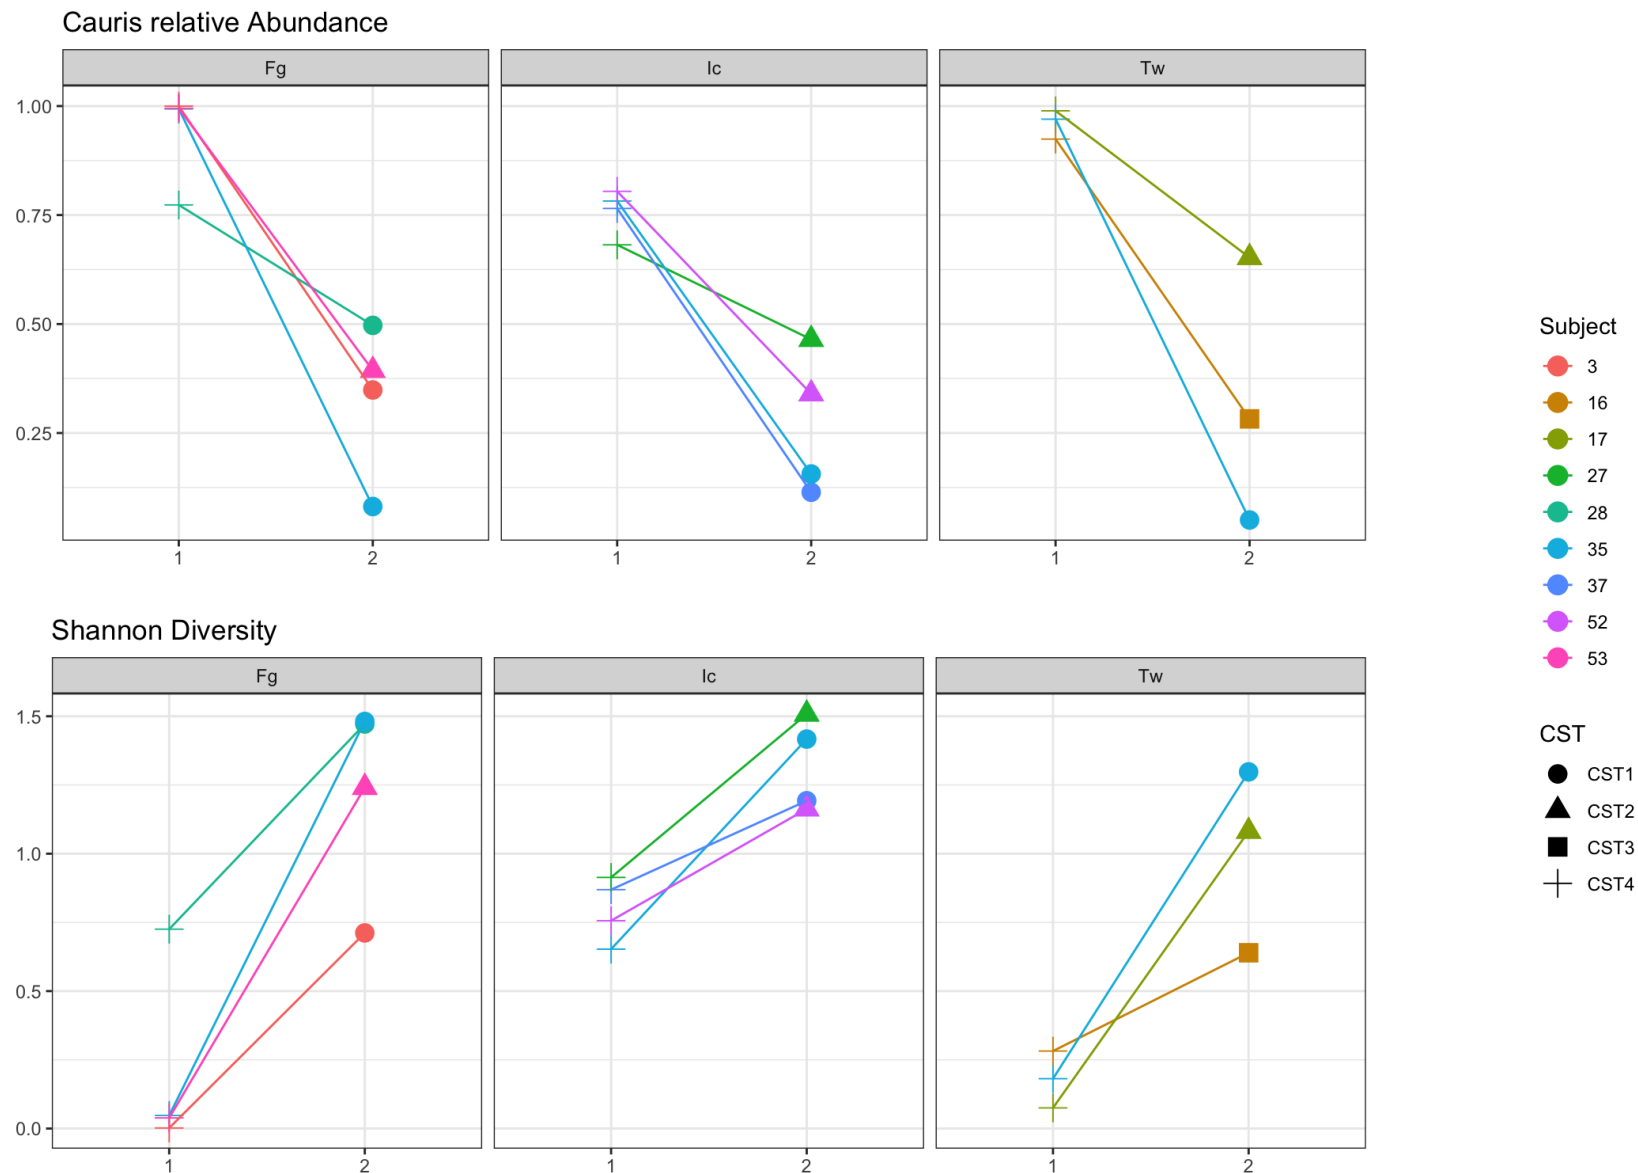 Cauris relative Abundance
Fg Ic Tw
1.00
0.75
0.50
0.25
1 2 1 2 1 2
Shannon Diversity
Fg Ic Tw
1.5
1.0
0.5
0.0
1 2 1 2 1 2
Subject
3
16
17
27
28
35
37
52
53
CST
CST1
CST2
CST3
CST4